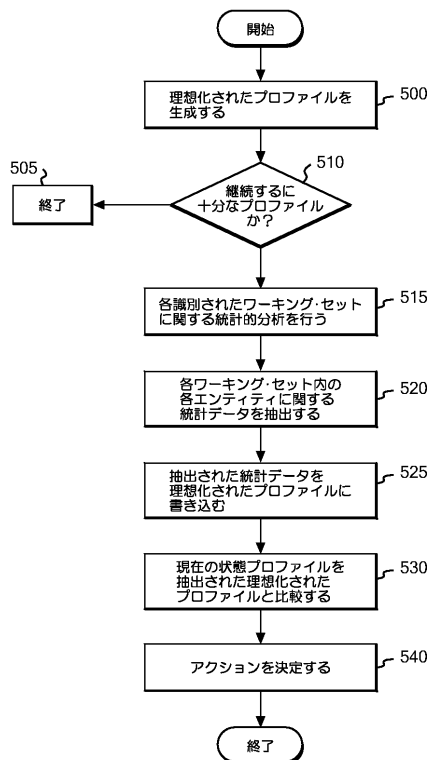 開始
理想化されたプロファイルを
生成する
500
505
終了
510
継続するに
十分なプロファイル
か？
各識別されたワーキング・セット
に関する統計的分析を行う
515
各ワーキング・セット内の
各エンティティに関する
統計データを抽出する
520
抽出された統計データを
理想化されたプロファイルに
書き込む
525
現在の状態プロファイルを
抽出された理想化された
プロファイルと比較する
530
アクションを決定する
540
終了